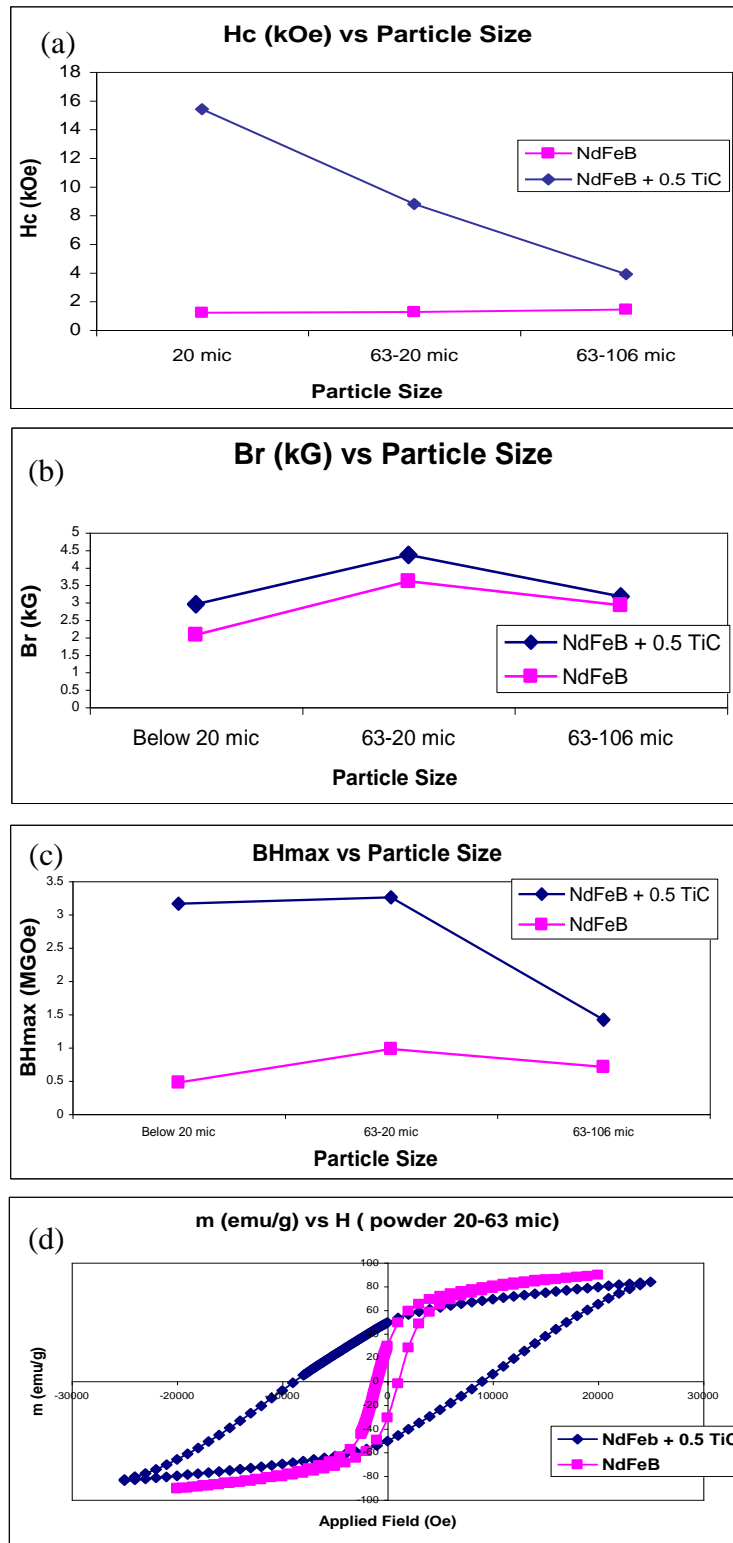 (a)
Hc (kOe) vs Particle Size
18
16
14
12
10
8
6
4
2
0
Hc (kOe)
NdFeB
NdFeB + 0.5 TiC
20 mic 63-20 mic 63-106 mic
Particle Size
(b)
Br (kG) vs Particle Size
5
4.5
4
3.5
3
2.5
2
1.5
1
0.5
0
Br (kG)
NdFeB + 0.5 TiC
NdFeB
Below 20 mic 63-20 mic 63-106 mic
Particle Size
(c)
BHmax vs Particle Size
3.5
3
2.5
2
1.5
1
0.5
0
BHmax (MGOe)
NdFeB + 0.5 TiC
NdFeB
Below 20 mic 63-20 mic 63-106 mic
Particle Size
(d)
m (emu/g) vs H ( powder 20-63 mic)
100
80
60
40
20
0
-20
-40
-60
-80
-100
m (emu/g)
-30000 -20000 0 10000 20000 30000
NdFeb + 0.5 TiC
NdFeB
Applied Field (Oe)